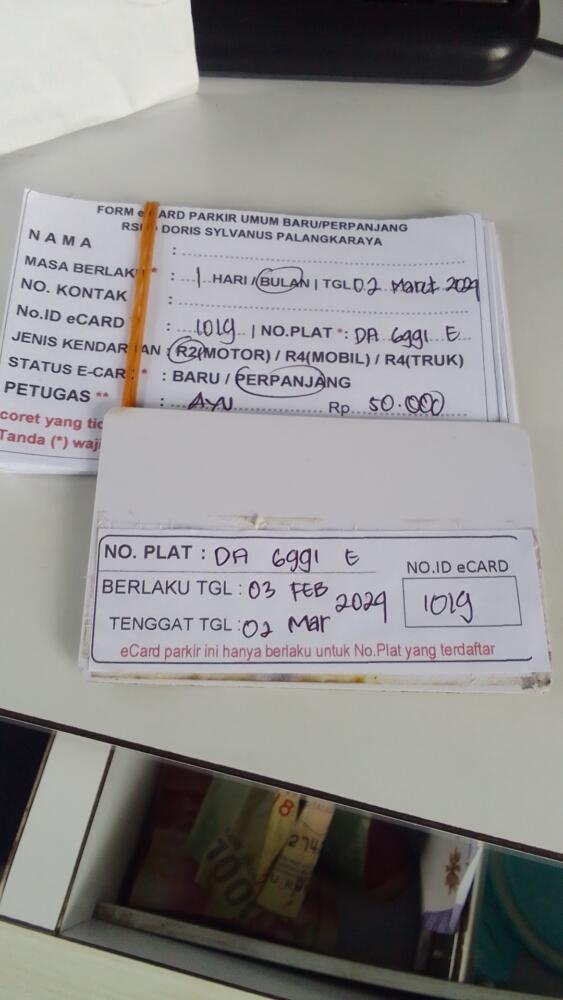 FORM eCARD PARKIR UMUM BARU/PERPANJANG
RSUD DORIS SYLVANUS PALANGKARAYA
NAMA :
MASA BERLAKU * : 1 HARI / BULAN | TGL 02 Maret 2024
NO. KONTAK :
No.ID eCARD : 1019 | NO.PLAT * : DA 6991 E
JENIS KENDARAAN : R2(MOTOR) / R4(MOBIL) / R4(TRUK)
STATUS E-CARD * : BARU / PERPANJANG
PETUGAS ** : AYU Rp 50.000
coret yang
Tanda (*)
NO. PLAT : DA 6991 E
NO.ID eCARD
BERLAKU TGL : 03 FEB 2024
1019
TENGGAT TGL : 02 Mar
eCard parkir ini hanya berlaku untuk No.Plat yang terdaftar